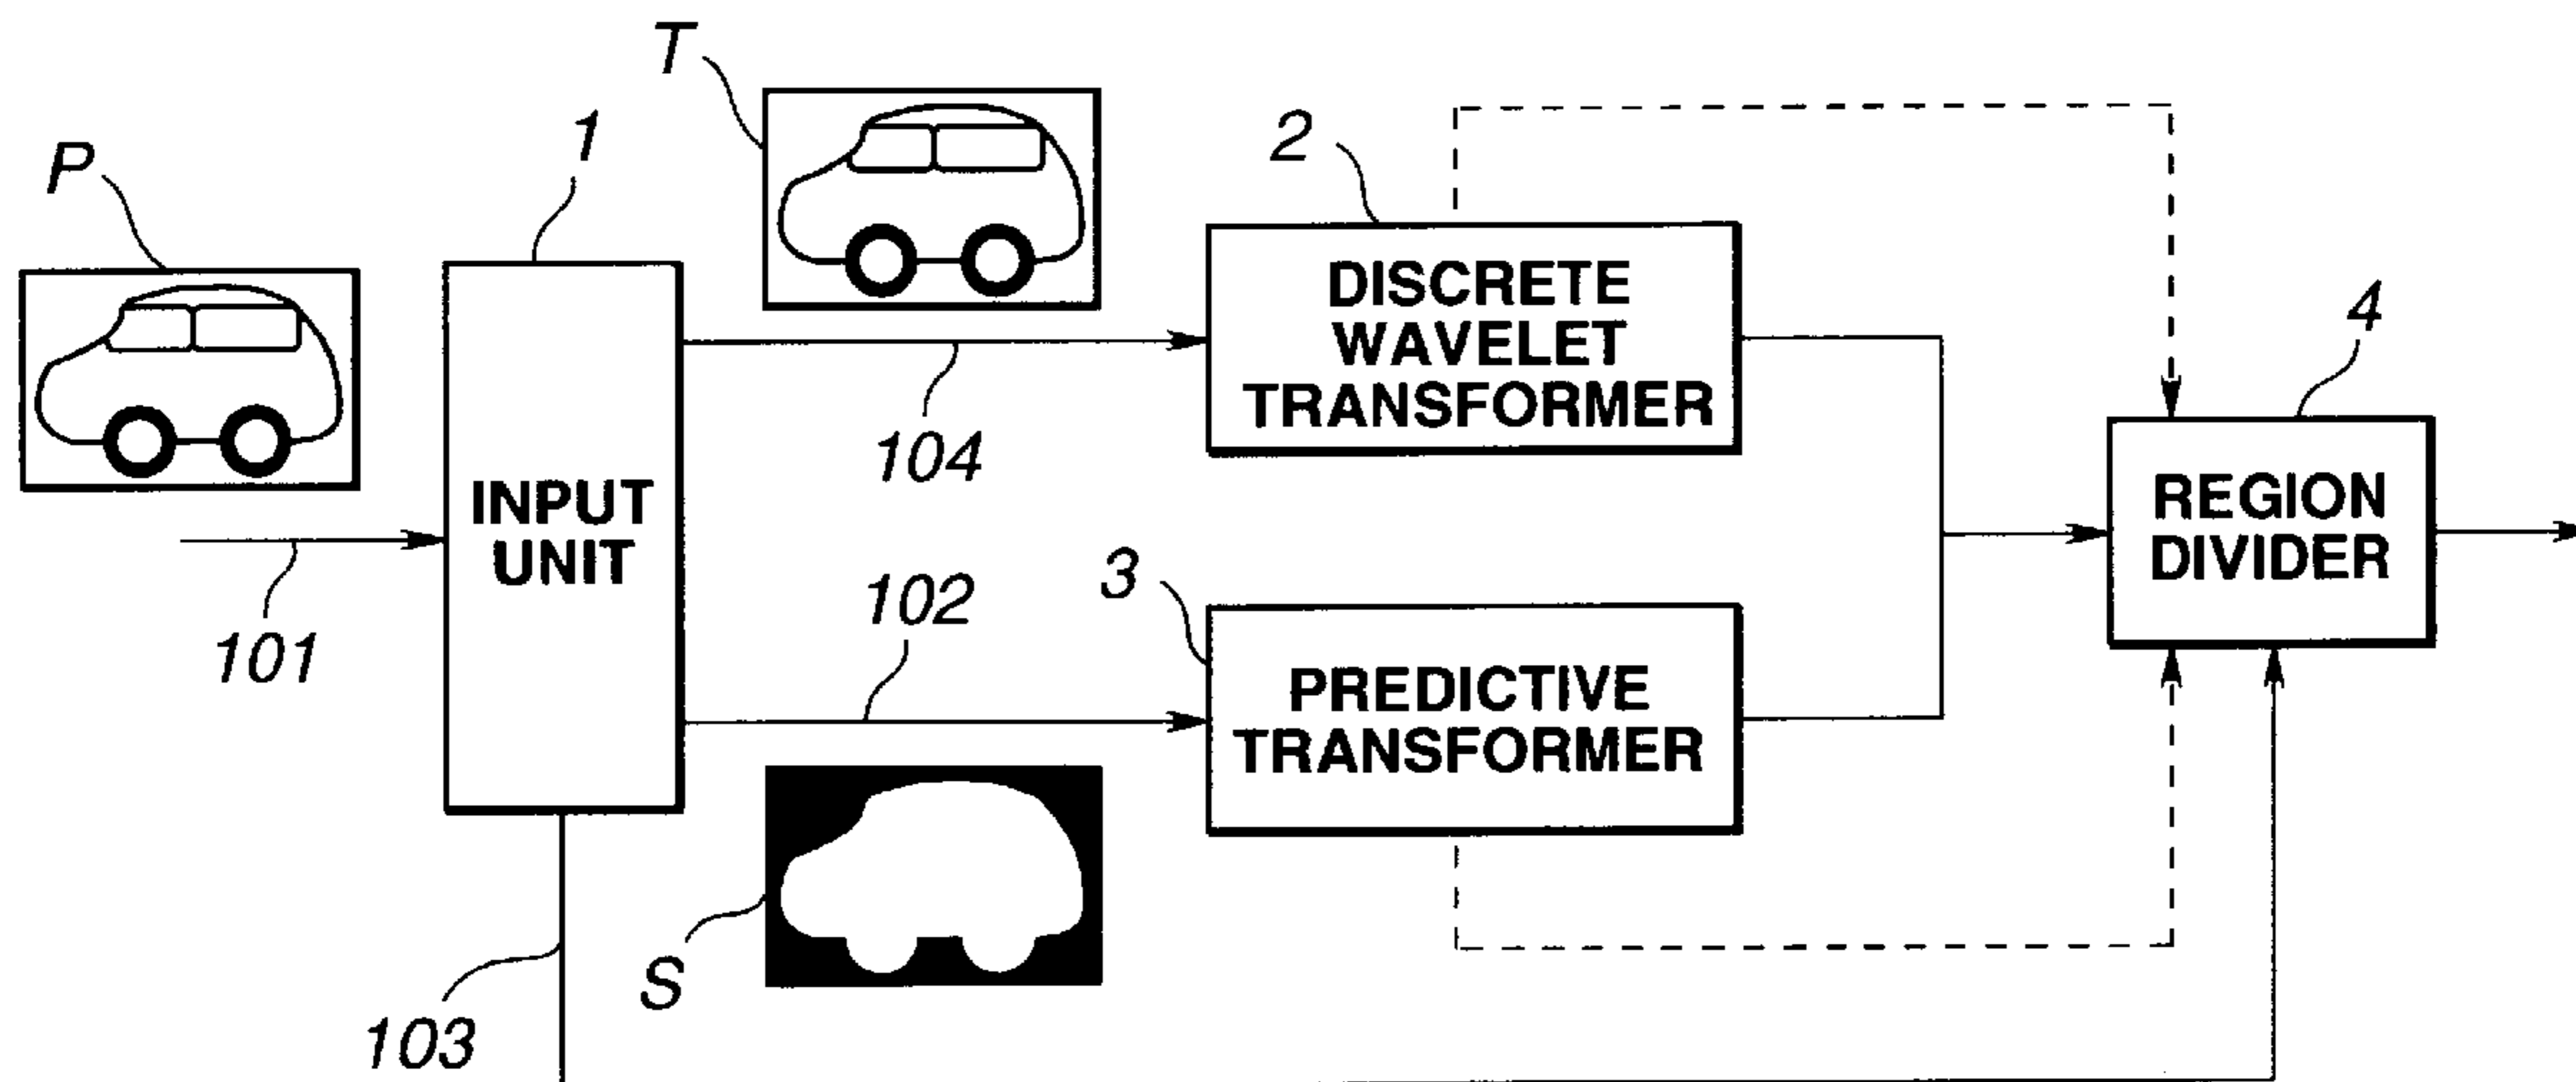 T
P
1
2
4
DISCRETE
WAVELET
TRANSFORMER
104
INPUT
UNIT
REGION
DIVIDER
101
102
3
PREDICTIVE
TRANSFORMER
S
103